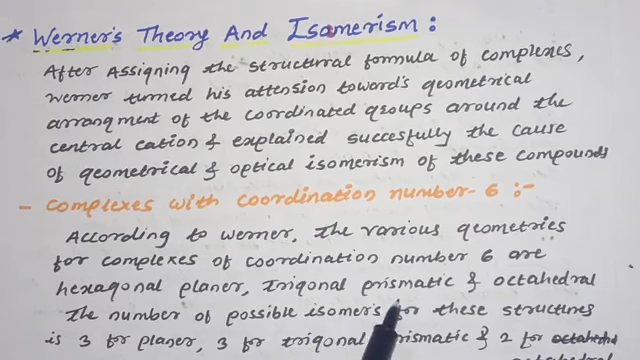 * Werner's Theory And Isomerism :
After Assigning the structural formula of complexes,
werner turned his attension toward's geometrical
arrangment of the coordinated groups around the
central cation & explained succesfully the cause
of geometrical & optical isomerism of these compounds
- Complexes with coordination number-6 :-
According to werner, The various geometries
for complexes of coordination number 6 are
hexagonal planer, Trigonal prismatic & octahedral
The number of possible isomer's for these structures
is 3 for planer, 3 for trigonal prismatic & 2 for
octahedral